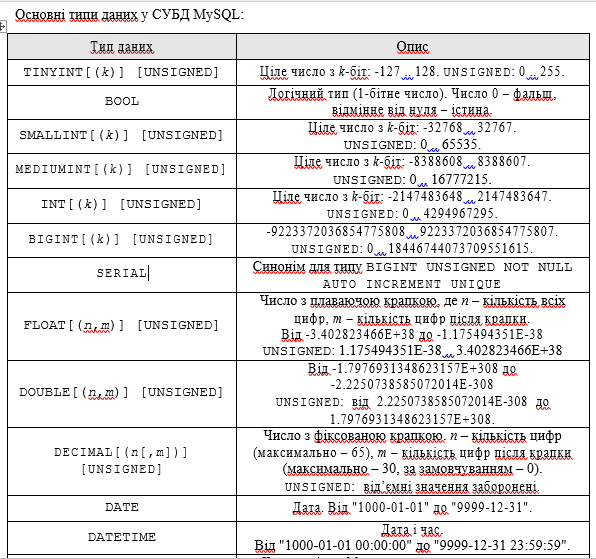 Основні типи даних у СУБД MySQL:
Тип даних
Опис
TINYINT[(k)] [UNSIGNED]
Ціле число з k-біт: -127…128. UNSIGNED: 0…255.
BOOL
Логічний тип (1-бітне число). Число 0 – фальш,
відмінне від нуля – істина.
SMALLINT[(k)] [UNSIGNED]
Ціле число з k-біт: -32768…32767.
UNSIGNED: 0…65535.
MEDIUMINT[(k)] [UNSIGNED]
Ціле число з k-біт: -8388608…8388607.
UNSIGNED: 0…16777215.
INT[(k)] [UNSIGNED]
Ціле число з k-біт: -2147483648…2147483647.
UNSIGNED: 0…4294967295.
BIGINT[(k)] [UNSIGNED]
-9223372036854775808…9223372036854775807.
UNSIGNED: 0…18446744073709551615.
SERIAL
Синонім для типу BIGINT UNSIGNED NOT NULL
AUTO INCREMENT UNIQUE
FLOAT[(n,m)] [UNSIGNED]
Число з плаваючою крапкою, де n – кількість всіх
цифр, m – кількість цифр після крапки.
Від -3.402823466E+38 до -1.175494351E-38
UNSIGNED: 1.175494351E-38…3.402823466E+38
DOUBLE[(n,m)] [UNSIGNED]
Від -1.7976931348623157E+308 до
-2.2250738585072014E-308
UNSIGNED: від 2.2250738585072014E-308 до
1.7976931348623157E+308.
DECIMAL[(n[,m])]
[UNSIGNED]
Число з фіксованою крапкою. n – кількість цифр
(максимально – 65), m – кількість цифр після крапки
(максимально – 30, за замовчуванням – 0).
UNSIGNED: від’ємні значення заборонені.
DATE
Дата. Від "1000-01-01" до "9999-12-31".
DATETIME
Дата і час.
Від "1000-01-01 00:00:00" до "9999-12-31 23:59:59".